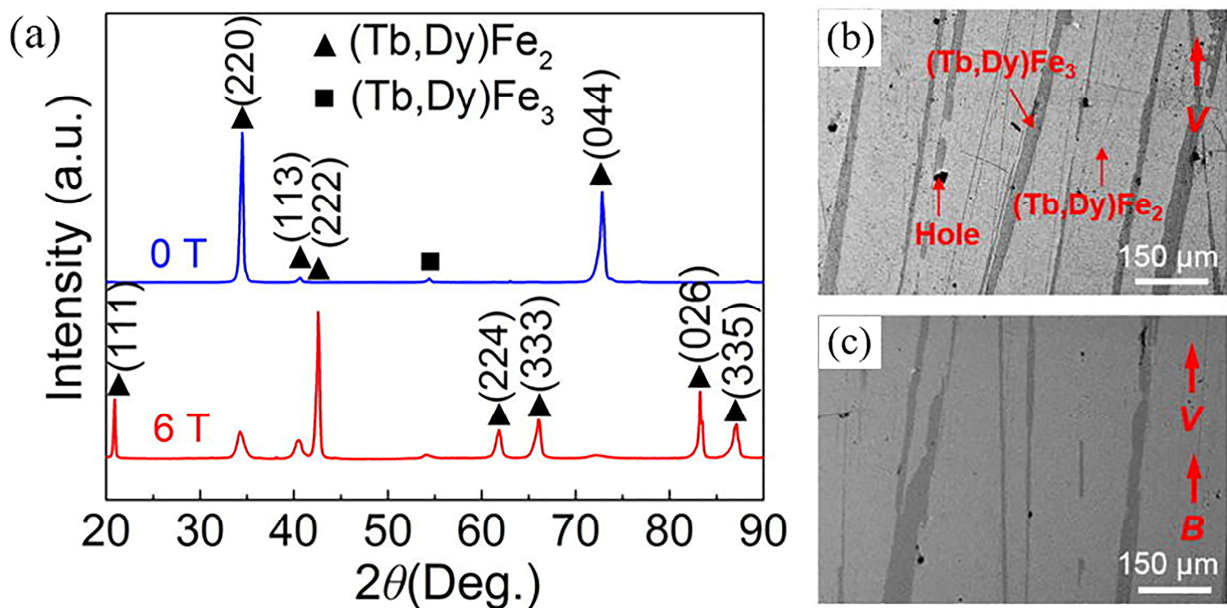 (a)
Intensity (a.u.)
▲ (Tb,Dy)Fe₂
■ (Tb,Dy)Fe₃
(220)
(113)
(222)
(044)
0 T
(111)
(224)
(333)
(026)
(335)
6 T
20 30 40 50 60 70 80 90
2θ(Deg.)
(b)
(Tb,Dy)Fe₃
V
(Tb,Dy)Fe₂
Hole
150 μm
(c)
V
B
150 μm